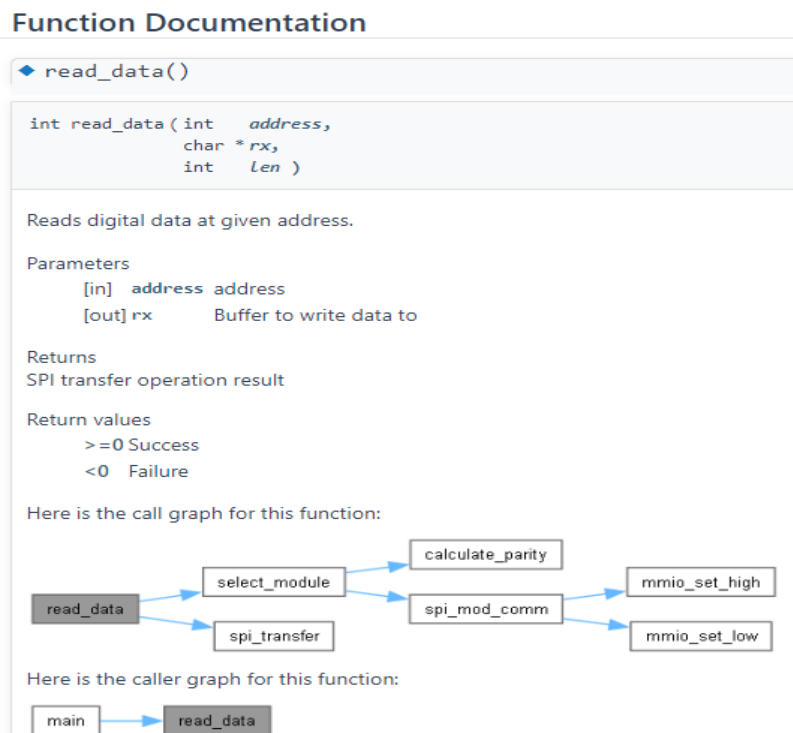 Function Documentation
◆ read_data()
int read_data ( int address,
char * rx,
int len )
Reads digital data at given address.
Parameters
[in] address address
[out] rx Buffer to write data to
Returns
SPI transfer operation result
Return values
>=0 Success
<0 Failure
Here is the call graph for this function:
calculate_parity
select_module
mmio_set_high
read_data
spi_mod_comm
spi_transfer
mmio_set_low
Here is the caller graph for this function:
main
read_data